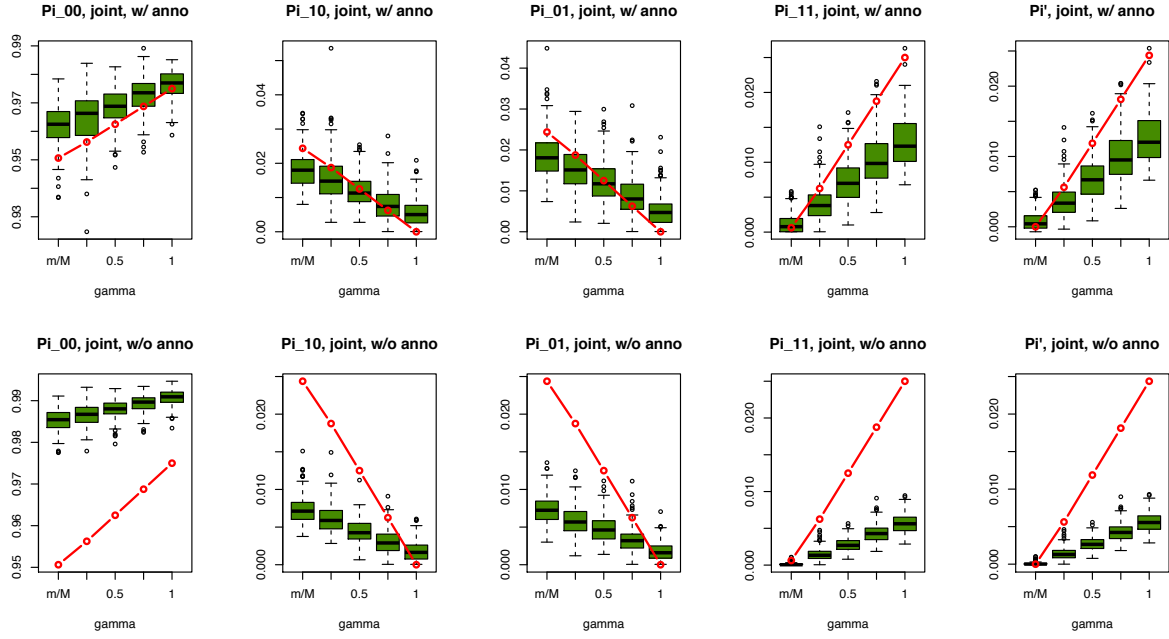 Pi_00, joint, w/ anno
0.93 0.95 0.97 0.99
m/M 0.5 1
gamma
Pi_10, joint, w/ anno
0.00 0.02 0.04
m/M 0.5 1
gamma
Pi_01, joint, w/ anno
0.00 0.01 0.02 0.03 0.04
m/M 0.5 1
gamma
Pi_11, joint, w/ anno
0.000 0.010 0.020
m/M 0.5 1
gamma
Pi', joint, w/ anno
0.000 0.010 0.020
m/M 0.5 1
gamma
Pi_00, joint, w/o anno
0.95 0.96 0.97 0.98 0.99
m/M 0.5 1
gamma
Pi_10, joint, w/o anno
0.000 0.010 0.020
m/M 0.5 1
gamma
Pi_01, joint, w/o anno
0.000 0.010 0.020
m/M 0.5 1
gamma
Pi_11, joint, w/o anno
0.000 0.010 0.020
m/M 0.5 1
gamma
Pi', joint, w/o anno
0.000 0.010 0.020
m/M 0.5 1
gamma